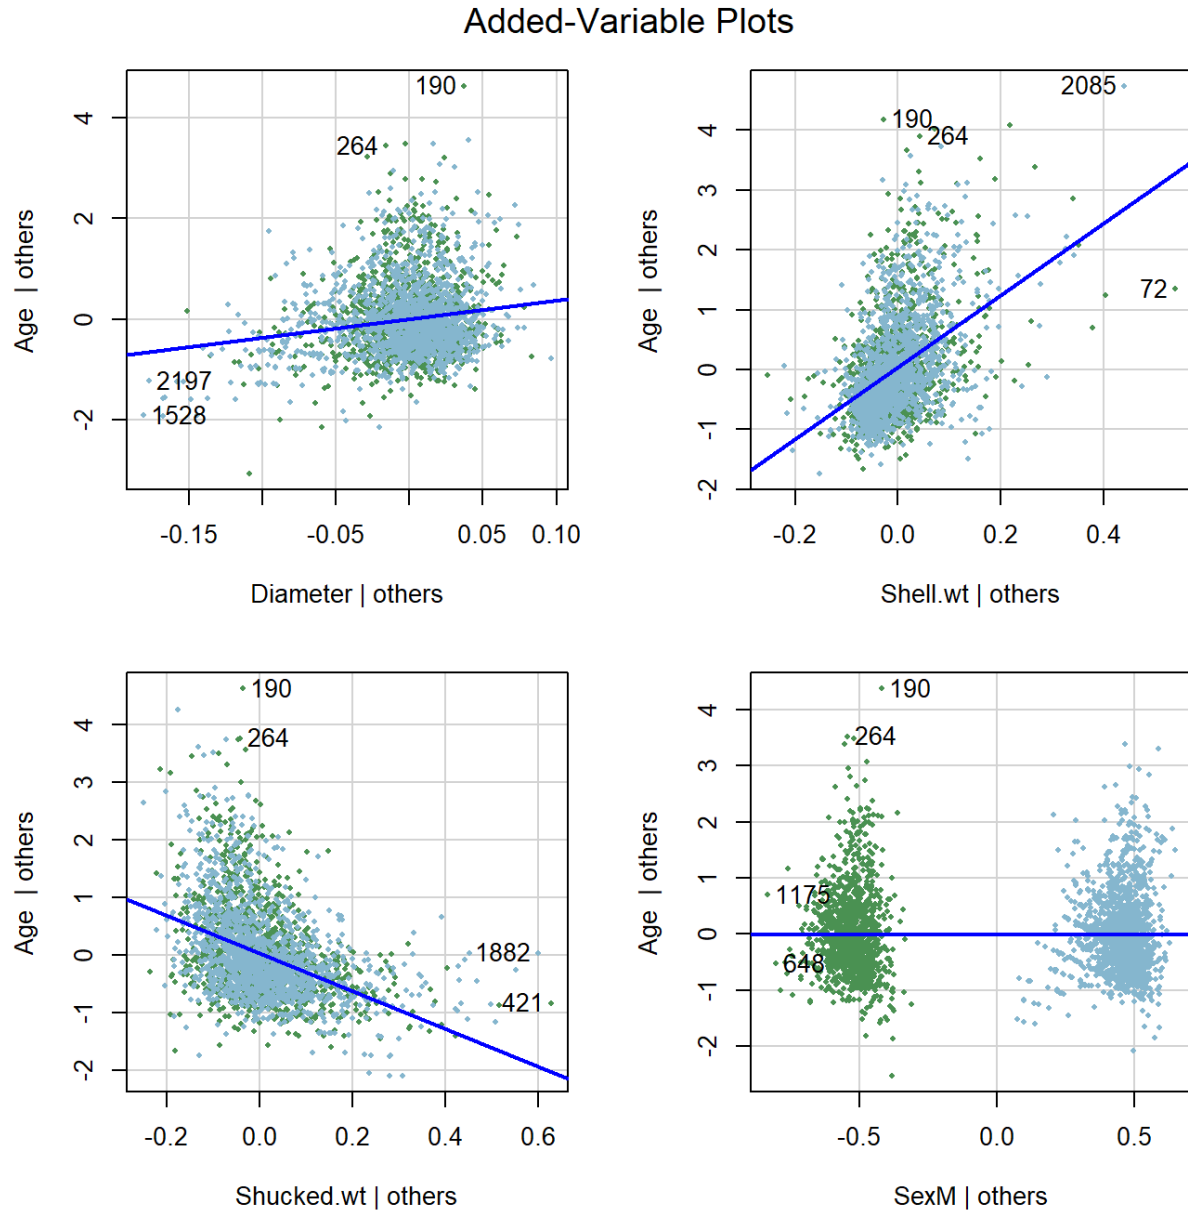 Added-Variable Plots
190
264
2197
1528
Age | others
-2 0 2 4
-0.15 -0.05 0.05 0.10
Diameter | others
2085
190
264
72
Age | others
-2 -1 0 1 2 3 4
-0.2 0.0 0.2 0.4
Shell.wt | others
190
264
1882
421
Age | others
-2 -1 0 1 2 3 4
-0.2 0.0 0.2 0.4 0.6
Shucked.wt | others
190
264
1175
648
Age | others
-2 -1 0 1 2 3 4
-0.5 0.0 0.5
SexM | others